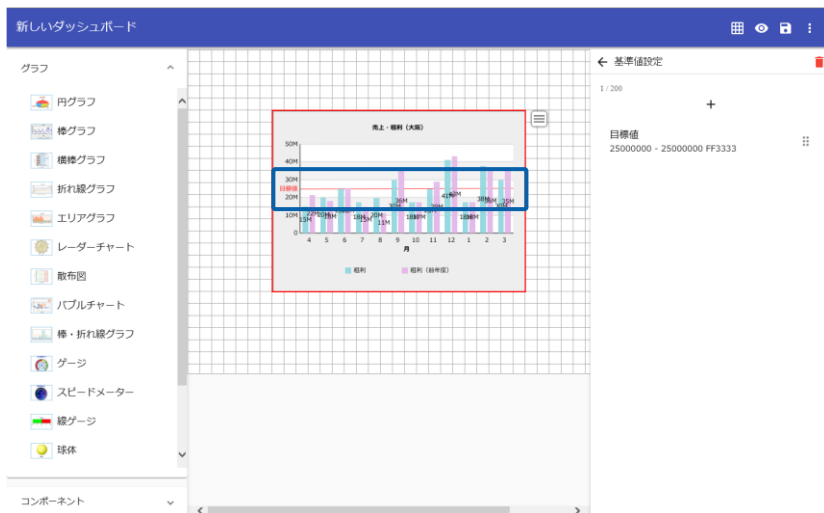 新しいダッシュボード
グラフ
円グラフ
棒グラフ
横棒グラフ
折れ線グラフ
エリアグラフ
レーダーチャート
散布図
バブルチャート
棒・折れ線グラフ
ゲージ
スピードメーター
線ゲージ
球体
コンポーネント
売上・粗利（大阪）
50M
40M
30M
目標値
20M
10M
0
4 5 6 7 8 9 10 11 12 1 2 3
月
粗利 粗利（前年度）
基準値設定
1 / 200
+
目標値
25000000 - 25000000 FF3333